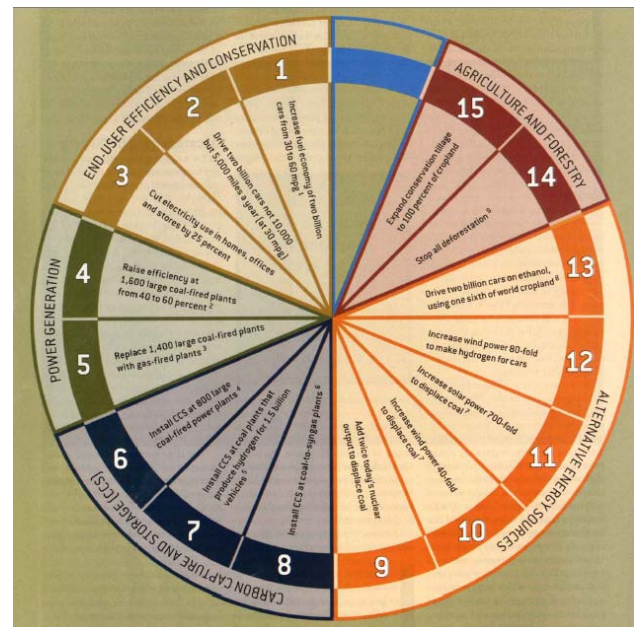 END-USER EFFICIENCY AND CONSERVATION
1
Increase fuel economy of two billion
cars from 30 to 60 mpg 1
2
Drive two billion cars not 10,000
but 5,000 miles a year (at 30 mpg)
3
Cut electricity use in homes, offices
and stores by 25 percent
POWER GENERATION
4
Raise efficiency at
1,600 large coal-fired plants
from 40 to 60 percent 2
5
Replace 1,400 large coal-fired plants
with gas-fired plants 3
CARBON CAPTURE AND STORAGE (CCS)
6
Install CCS at 800 large
coal-fired power plants 4
7
Install CCS at coal plants that
produce hydrogen for 1.5 billion
vehicles 5
8
Install CCS at coal-to-syngas plants 6
ALTERNATIVE ENERGY SOURCES
9
Add twice today's nuclear
output to displace coal
10
Increase wind power 40-fold
to displace coal 7
11
Increase solar power 700-fold
to displace coal 7
12
Increase wind power 80-fold
to make hydrogen for cars
13
Drive two billion cars on ethanol,
using one sixth of world cropland 8
AGRICULTURE AND FORESTRY
14
Stop all deforestation 9
15
Expand conservation tillage
to 100 percent of cropland